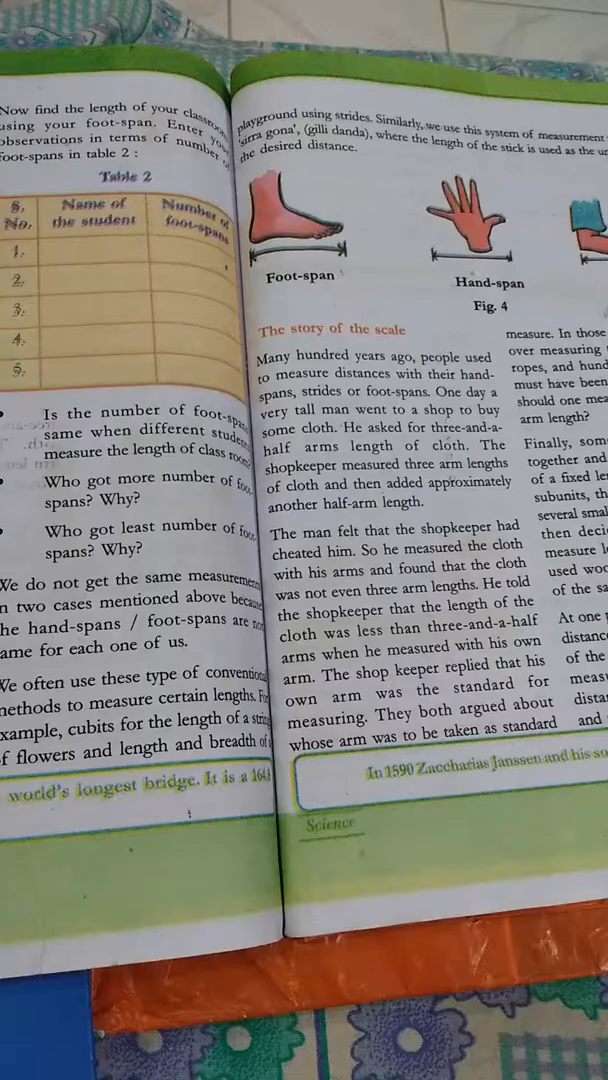 Now find the length of your classroom
using your foot-span. Enter your
observations in terms of number of
foot-spans in table 2 :
Table 2
S. No. Name of the student Number of foot-spans
1.
2.
3.
4.
5.
Is the number of foot-spans
same when different students
measure the length of class room?
Who got more number of foot
spans? Why?
Who got least number of foot
spans? Why?
We do not get the same measurement
n two cases mentioned above because
he hand-spans / foot-spans are not
ame for each one of us.
We often use these type of conventional
methods to measure certain lengths. For
xample, cubits for the length of a string
f flowers and length and breadth of
world's longest bridge. It is a 164.8
playground using strides. Similarly, we use this system of measurement
'sirra gona', (gilli danda), where the length of the stick is used as the
the desired distance.
Foot-span
Hand-span
Fig. 4
The story of the scale
Many hundred years ago, people used
to measure distances with their hand-
spans, strides or foot-spans. One day a
very tall man went to a shop to buy
some cloth. He asked for three-and-a-
half arms length of cloth. The
shopkeeper measured three arm lengths
of cloth and then added approximately
another half-arm length.
The man felt that the shopkeeper had
cheated him. So he measured the cloth
with his arms and found that the cloth
was not even three arm lengths. He told
the shopkeeper that the length of the
cloth was less than three-and-a-half
arms when he measured with his own
arm. The shop keeper replied that his
own arm was the standard for
measuring. They both argued about
whose arm was to be taken as standard
measure. In those
over measuring
ropes, and hund
must have been
should one mea
arm length?
Finally, som
together and
of a fixed le
subunits, th
several smal
then deci
measure l
used woo
of the sa
At one
distanc
of the
meas
dista
and
In 1590 Zaccharias Janssen and his so
Science